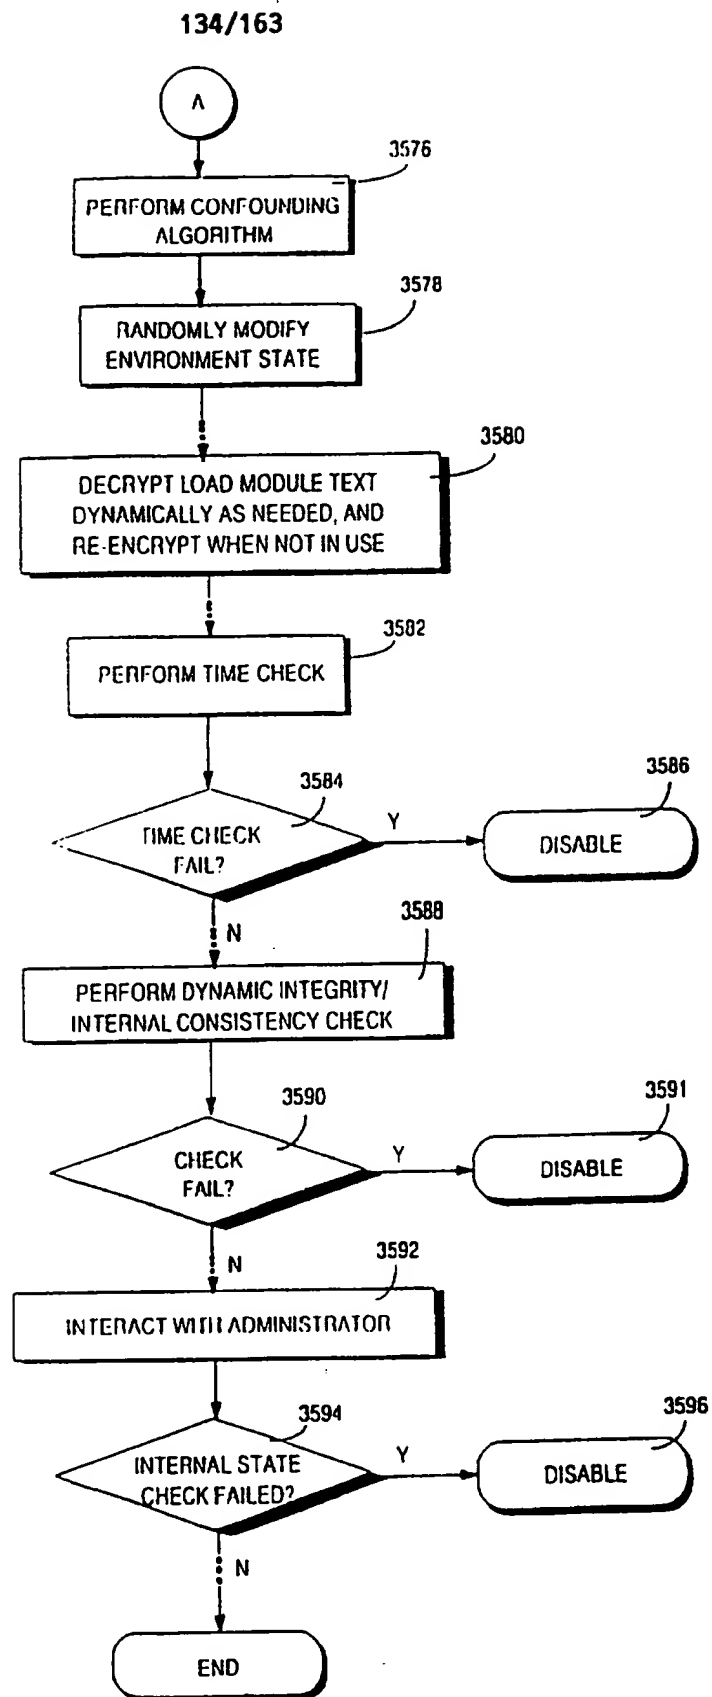 134/163
A
3576
PERFORM CONFOUNDING
ALGORITHM
3578
RANDOMLY MODIFY
ENVIRONMENT STATE
3580
DECRYPT LOAD MODULE TEXT
DYNAMICALLY AS NEEDED, AND
RE-ENCRYPT WHEN NOT IN USE
3582
PERFORM TIME CHECK
3584
TIME CHECK
FAIL?
Y
3586
DISABLE
N
3588
PERFORM DYNAMIC INTEGRITY/
INTERNAL CONSISTENCY CHECK
3590
CHECK
FAIL?
Y
3591
DISABLE
N
3592
INTERACT WITH ADMINISTRATOR
3594
INTERNAL STATE
CHECK FAILED?
Y
3596
DISABLE
N
END